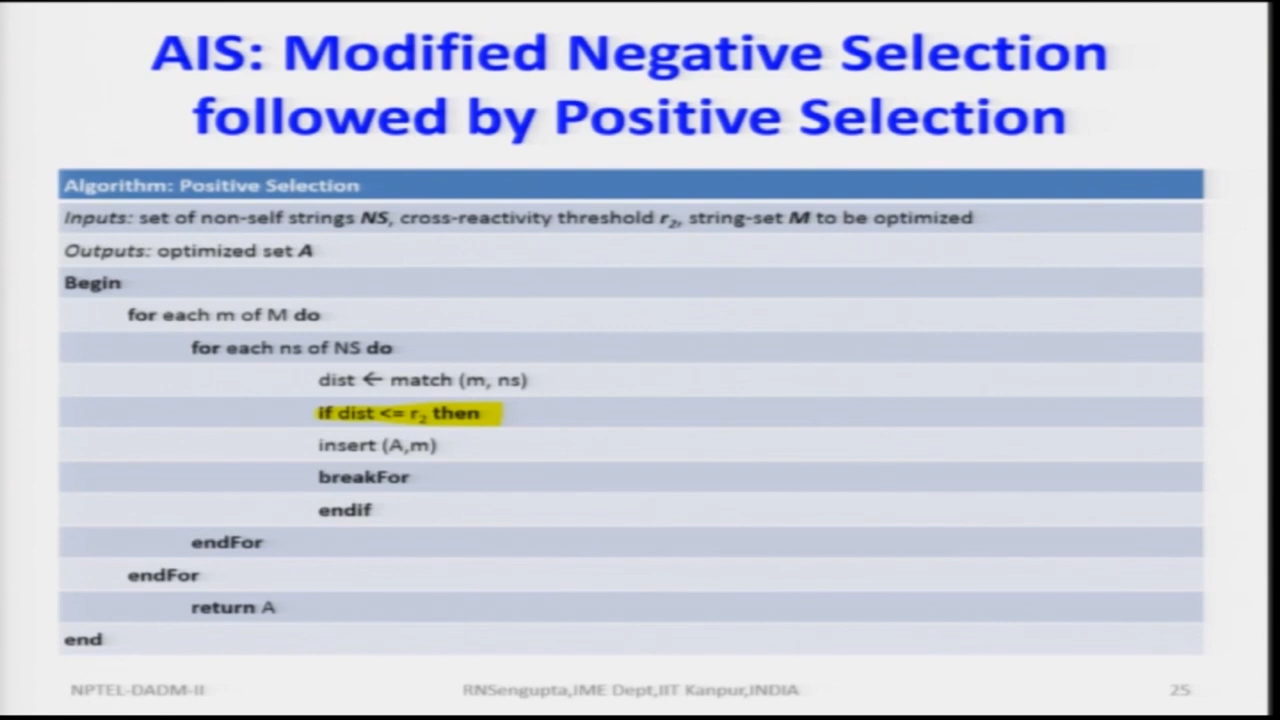 AIS: Modified Negative Selection
followed by Positive Selection
Algorithm: Positive Selection
Inputs: set of non-self strings NS, cross-reactivity threshold r₂, string-set M to be optimized
Outputs: optimized set A
Begin
for each m of M do
for each ns of NS do
dist ← match (m, ns)
if dist <= r₂ then
insert (A,m)
breakFor
endif
endFor
endFor
return A
end
NPTEL-DADM-II
RNSengupta,IME Dept,IIT Kanpur,INDIA
25